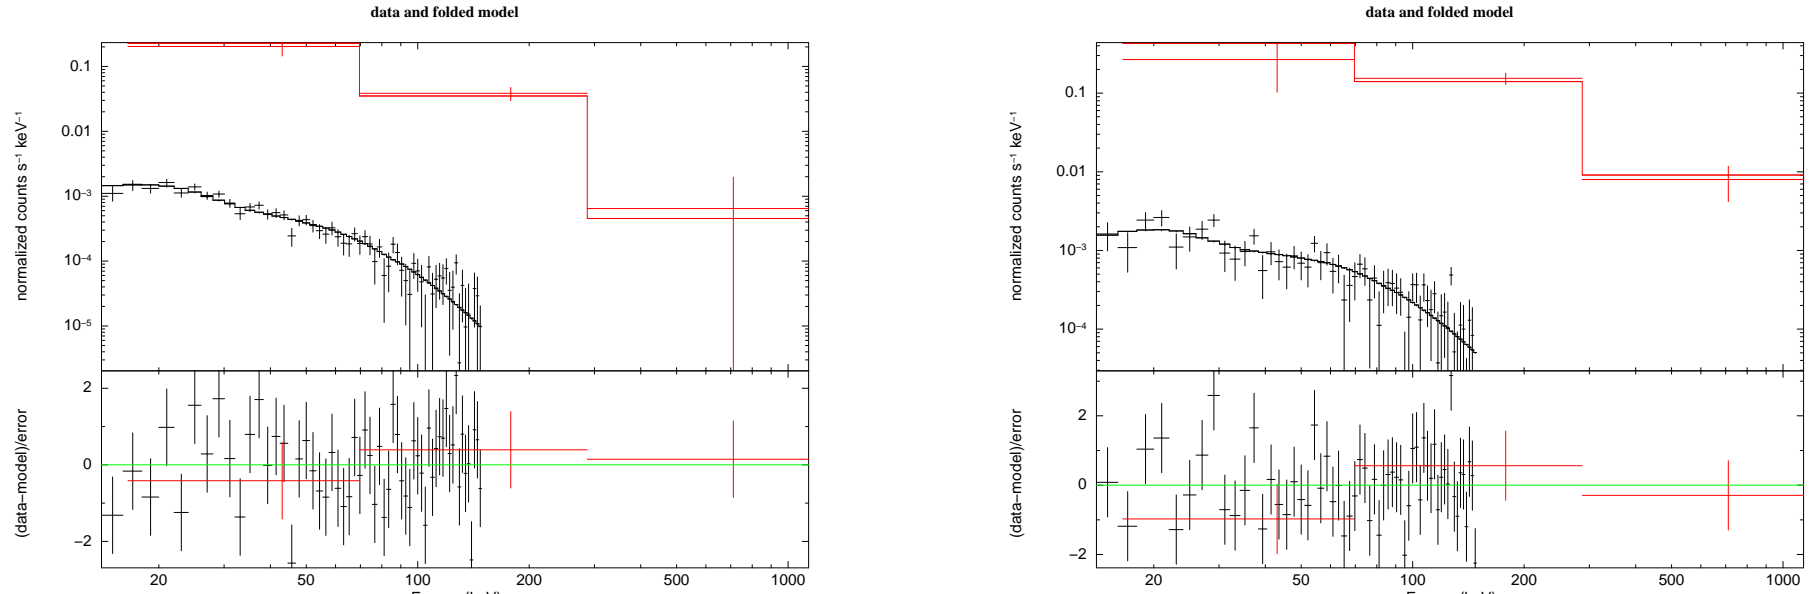 data and folded model
normalized counts s⁻¹ keV⁻¹
0.1
0.01
10⁻³
10⁻⁴
10⁻⁵
(data−model)/error
2
0
−2
20 50 100 200 500 1000
data and folded model
normalized counts s⁻¹ keV⁻¹
0.1
0.01
10⁻³
10⁻⁴
(data−model)/error
2
0
−2
20 50 100 200 500 1000